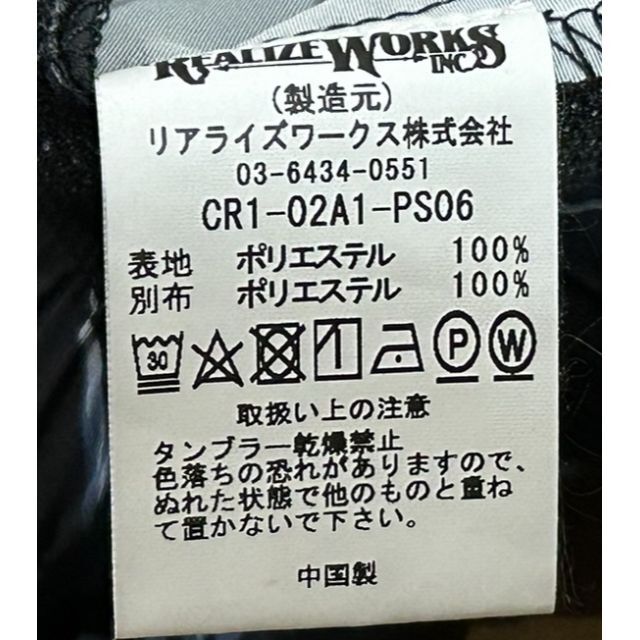 REALIZE WORKS
INC.
(製造元)
リアライズワークス株式会社
03-6434-0551
CR1-02A1-PS06
表地 ポリエステル 100%
別布 ポリエステル 100%
30 P W
取扱い上の注意
タンブラー乾燥禁止
色落ちの恐れがありますので、
ぬれた状態で他のものと重ね
て置かないで下さい。
中国製